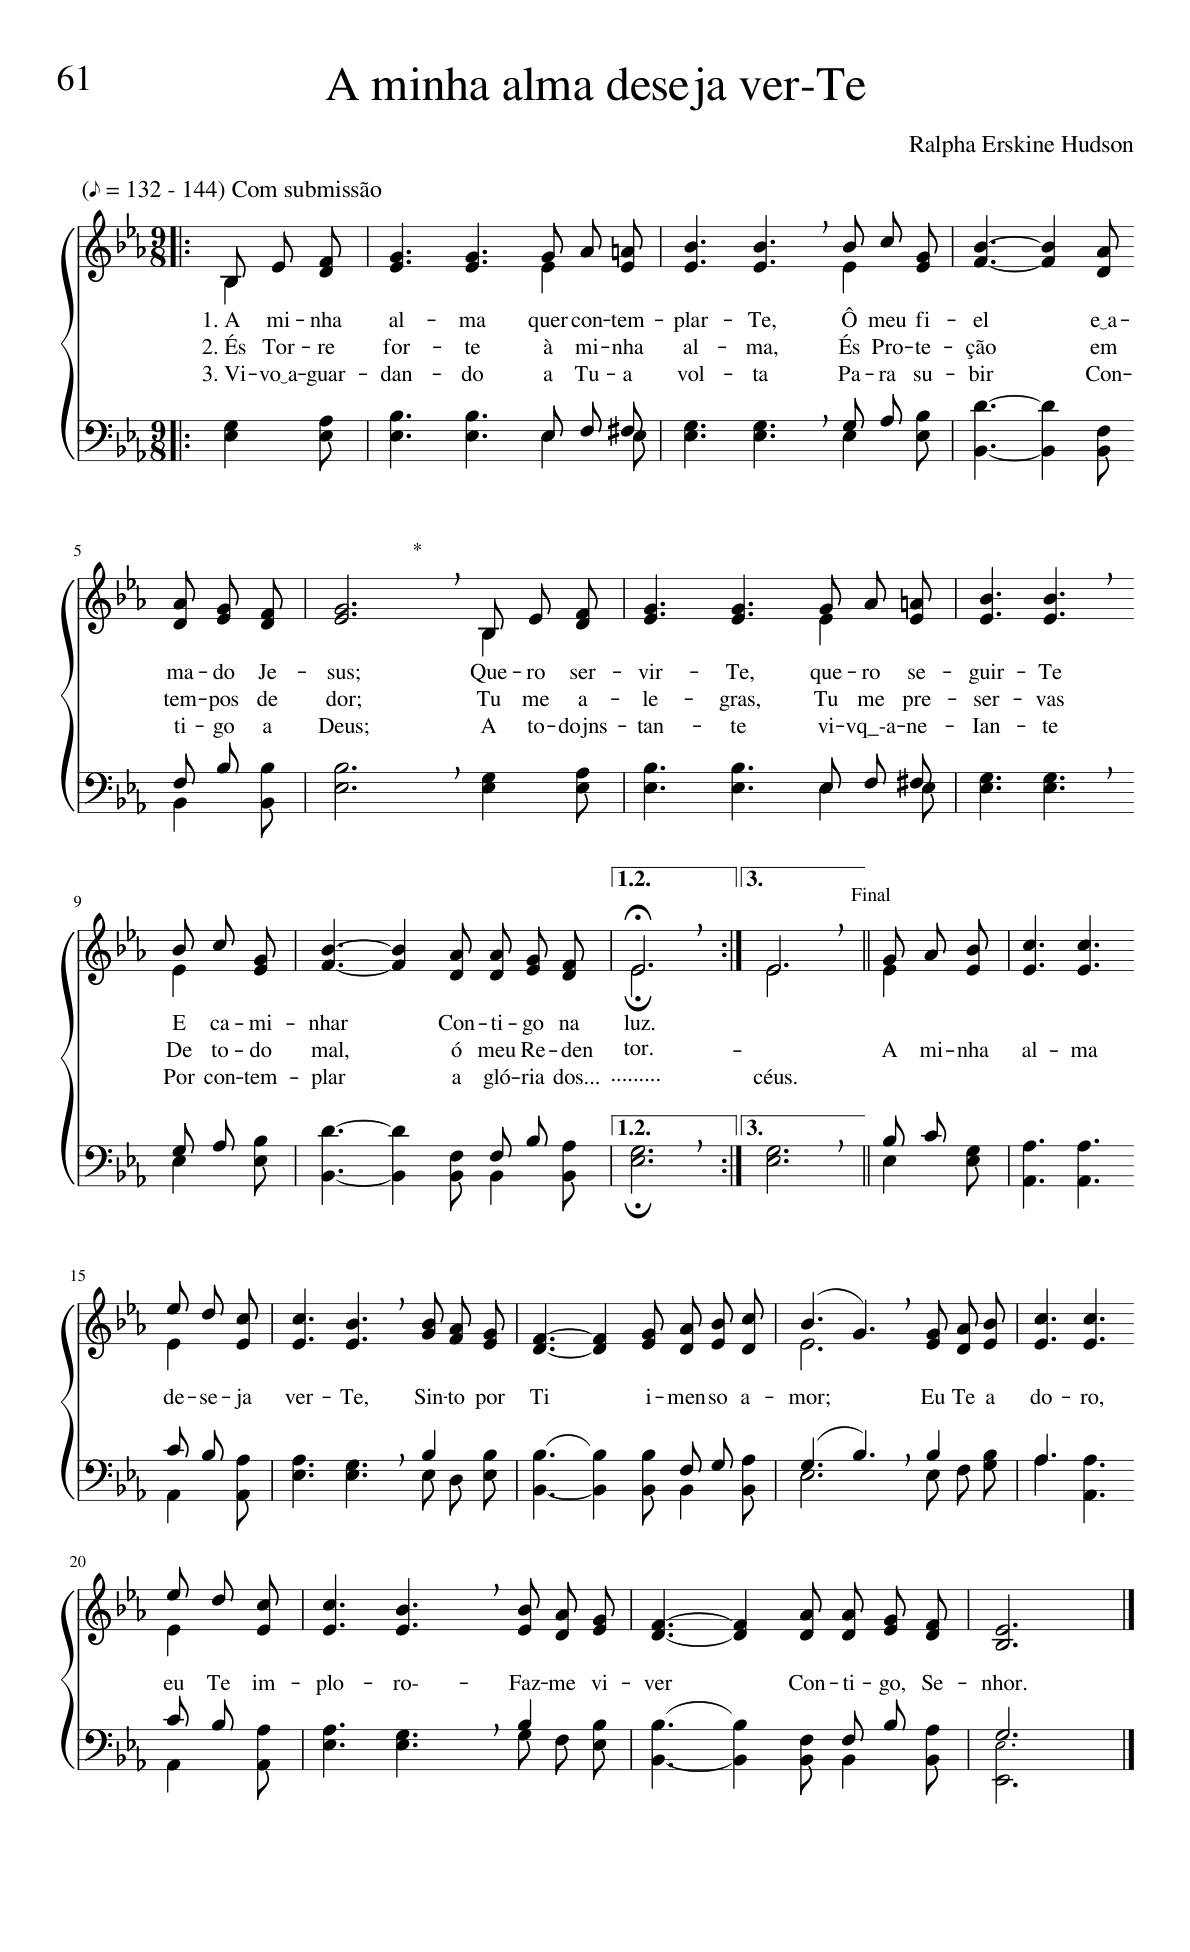 61
A minha alma deseja ver-Te
Ralpha Erskine Hudson
(♪ = 132 - 144) Com submissão
9 8
1. A mi – nha al – ma quer con – tem – plar – Te, Ô meu fi – el e‿a –
2. És Tor – re for – te à mi – nha al – ma, És Pro – te – ção em
3. Vi – vo‿a – guar – dan – do a Tu – a vol – ta Pa – ra su – bir Con –
9 8
5 *
ma – do Je – sus; Que – ro ser – vir – Te, que – ro se – guir – Te
tem – pos de dor; Tu me a – le – gras, Tu me pre – ser – vas
ti – go a Deus; A to – dojns – tan – te vi – vq_-a – ne – Ian – te
9 1.2. 3. Final
E ca – mi – nhar Con – ti – go na luz.
De to – do mal, ó meu Re – den tor. – A mi – nha al – ma
Por con – tem – plar a gló – ria dos... ......... céus.
1.2. 3.
15
de – se – ja ver – Te, Sin – to por Ti i – men so a – mor; Eu Te a do – ro,
20
eu Te im – plo – ro- – Faz – me vi – ver Con – ti – go, Se – nhor.